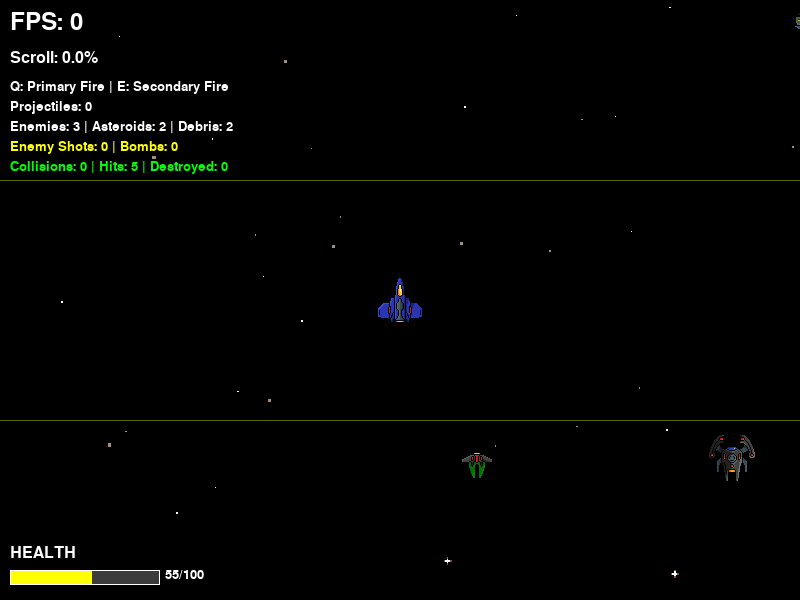 FPS: 0
Scroll: 0.0%
Q: Primary Fire | E: Secondary Fire
Projectiles: 0
Enemies: 3 | Asteroids: 2 | Debris: 2
Enemy Shots: 0 | Bombs: 0
Collisions: 0 | Hits: 5 | Destroyed: 0
HEALTH
55/100